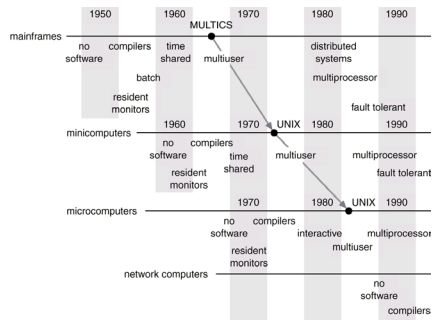 1950 1960 1970 1980 1990
MULTICS
mainframes
no compilers time distributed
software shared multiuser systems
batch multiprocessor
resident
monitors fault tolerant
1960 1970 UNIX 1980 1990
minicomputers
no compilers
software time multiuser multiprocessor
resident shared fault tolerant
monitors
1970 1980 UNIX 1990
microcomputers
no compilers
software interactive multiprocessor
resident multiuser
monitors
network computers
no
software
compilers